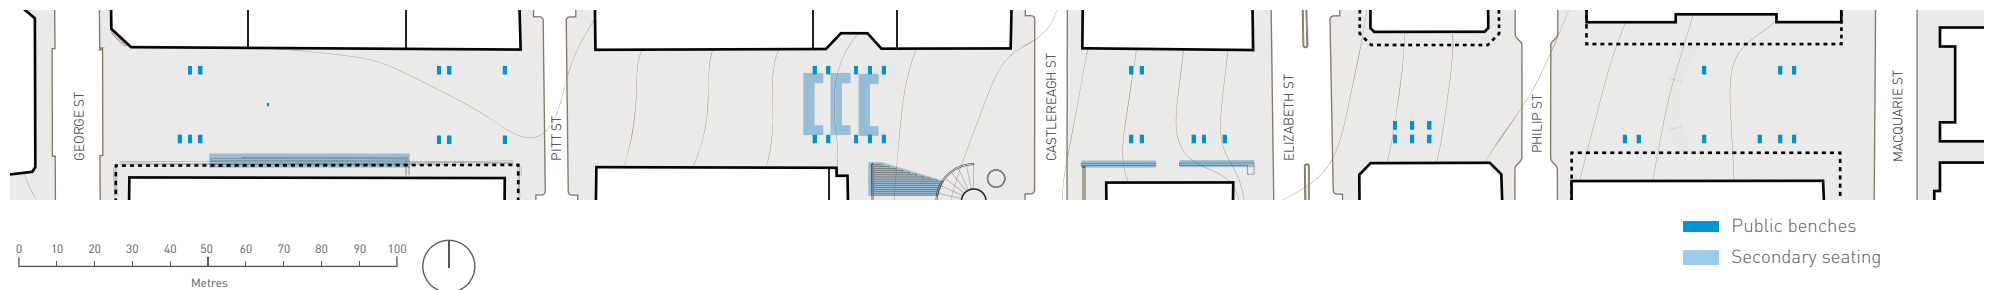 GEORGE ST
PITT ST
CASTLEREAGH ST
ELIZABETH ST
PHILIP ST
MACQUARIE ST
0 10 20 30 40 50 60 70 80 90 100
Metres
Public benches
Secondary seating